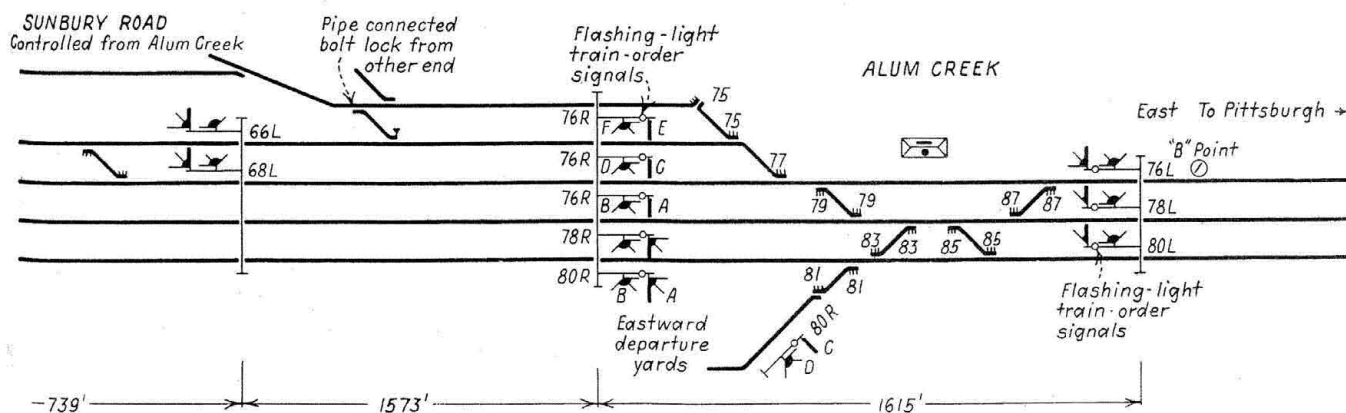 SUNBURY ROAD
Controlled from Alum Creek
Pipe connected
bolt lock from
other end
Flashing-light
train-order
signals
ALUM CREEK
East To Pittsburgh →
"B" Point
66L
68L
76R
F
E
75
75
76R
D
C
77
76R
B
A
79
79
78R
80R
B
A
83
83
85
85
87
87
76L
78L
80L
81
81
80R
C
D
Eastward
departure
yards
Flashing-light
train-order
signals
739'
1573'
1615'